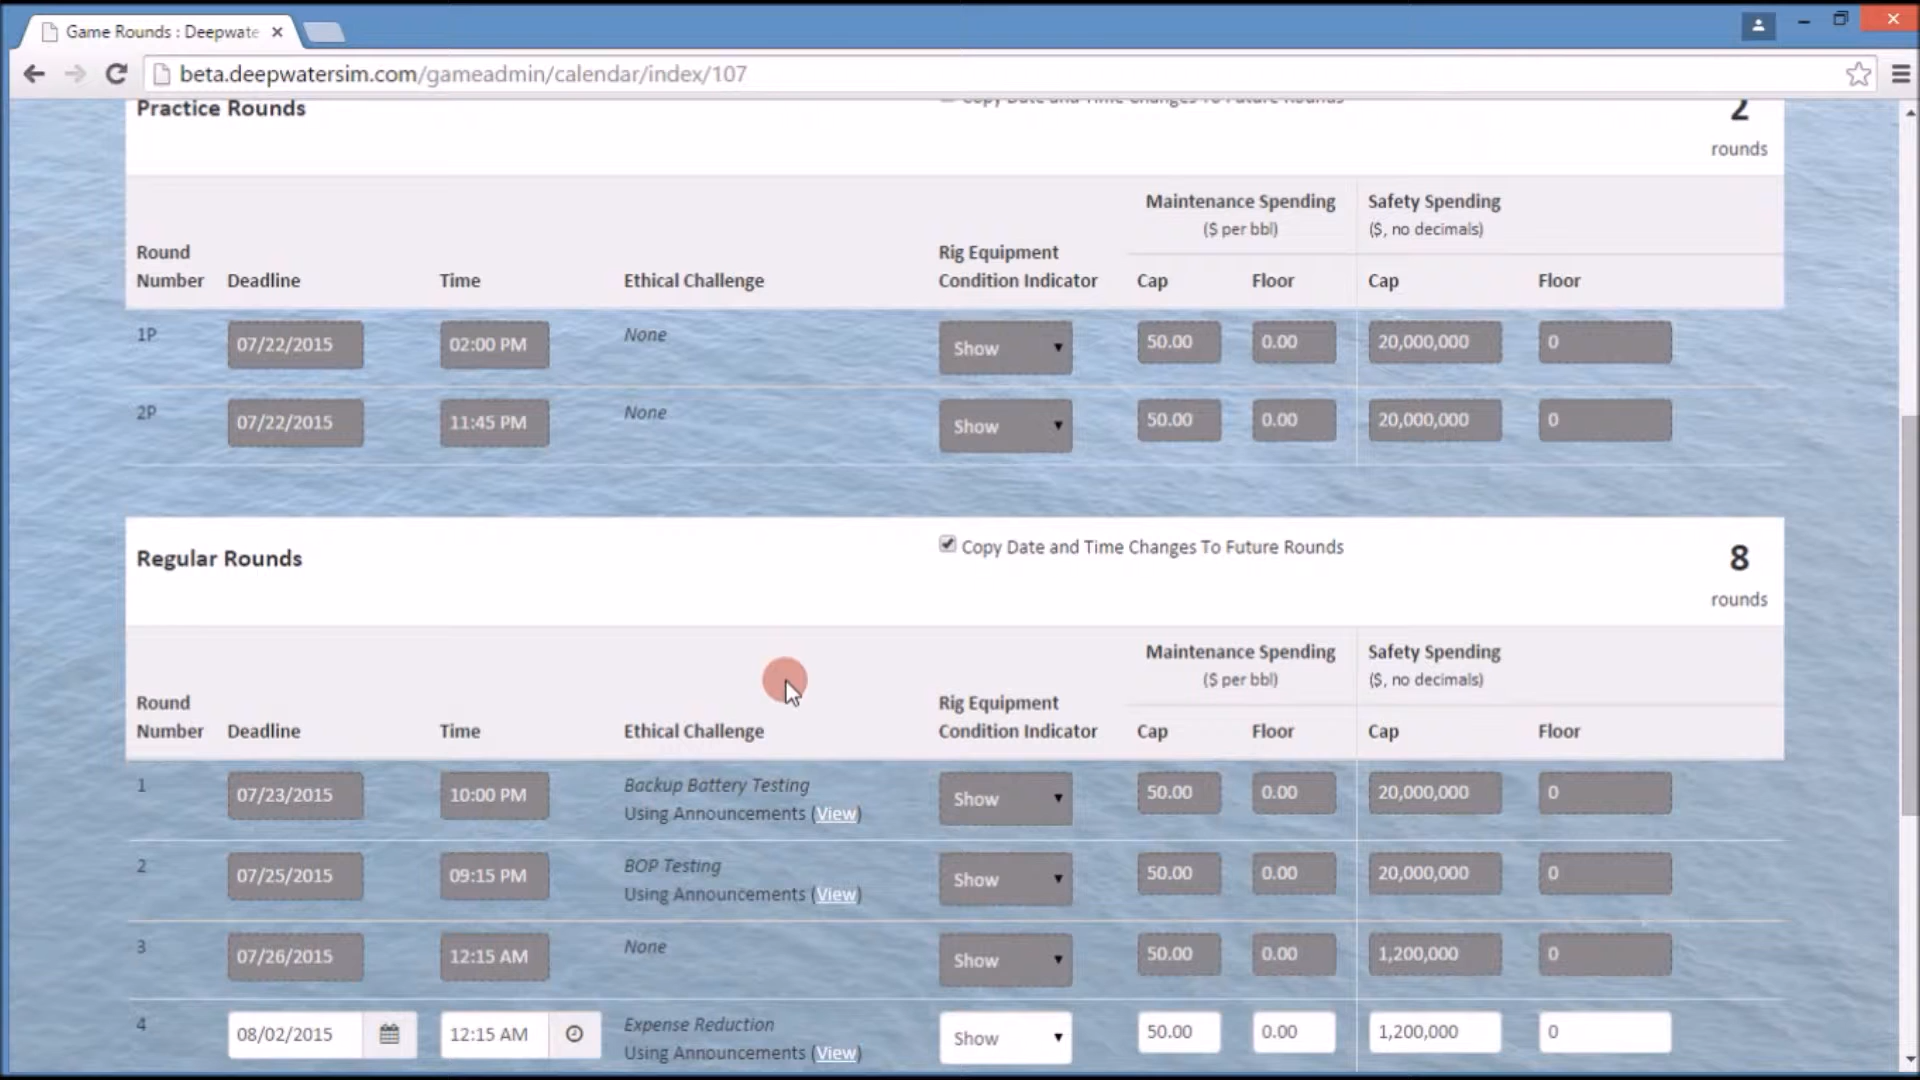 Game Rounds : Deepwate
beta.deepwatersim.com/gameadmin/calendar/index/107
Practice Rounds
Copy Date and Time Changes To Future Rounds
2
rounds
Maintenance Spending
($ per bbl)
Safety Spending
($, no decimals)
Round Number
Deadline
Time
Ethical Challenge
Rig Equipment Condition Indicator
Cap
Floor
Cap
Floor
1P 07/22/2015 02:00 PM None Show 50.00 0.00 20,000,000 0
2P 07/22/2015 11:45 PM None Show 50.00 0.00 20,000,000 0
Regular Rounds
Copy Date and Time Changes To Future Rounds
8
rounds
Maintenance Spending
($ per bbl)
Safety Spending
($, no decimals)
Round Number
Deadline
Time
Ethical Challenge
Rig Equipment Condition Indicator
Cap
Floor
Cap
Floor
1 07/23/2015 10:00 PM Backup Battery Testing Show 50.00 0.00 20,000,000 0
Using Announcements (View)
2 07/25/2015 09:15 PM BOP Testing Show 50.00 0.00 20,000,000 0
Using Announcements (View)
3 07/26/2015 12:15 AM None Show 50.00 0.00 1,200,000 0
4 08/02/2015 12:15 AM Expense Reduction Show 50.00 0.00 1,200,000 0
Using Announcements (View)